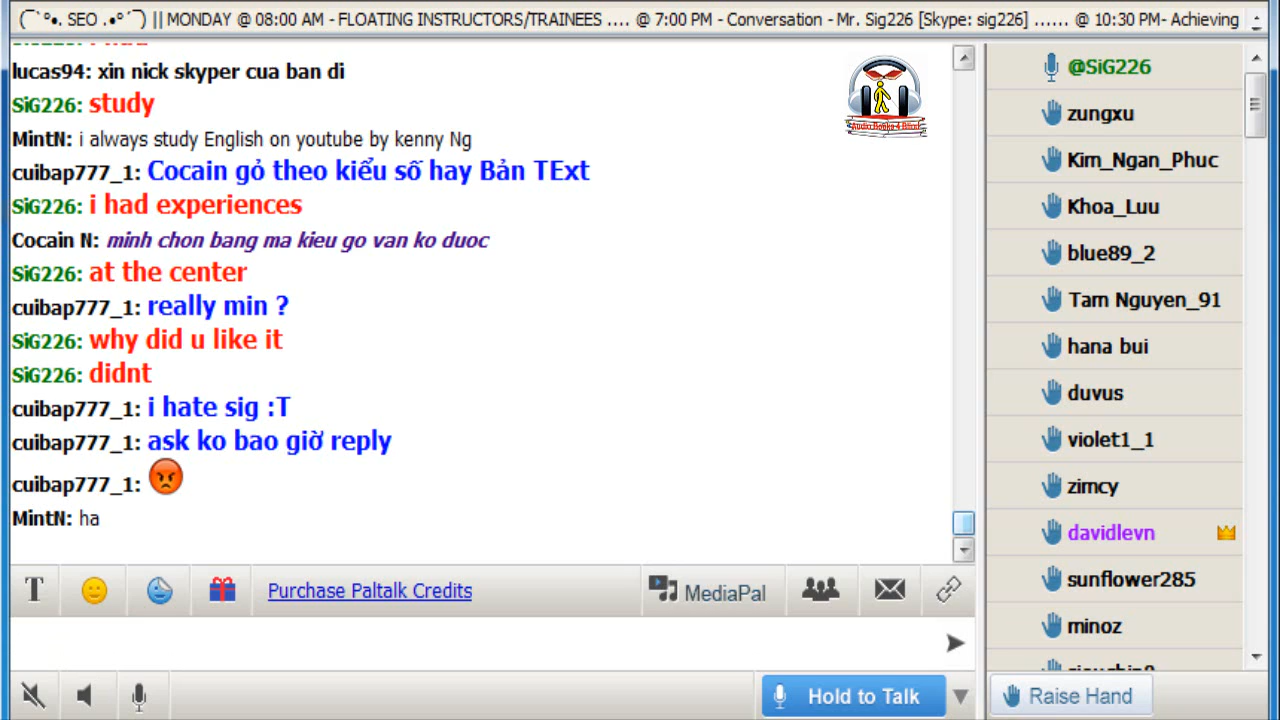 (¯`°•. SEO .•°´¯) || MONDAY @ 08:00 AM - FLOATING INSTRUCTORS/TRAINEES .... @ 7:00 PM - Conversation - Mr. Sig226 [Skype: sig226] ...... @ 10:30 PM- Achieving
lucas94: xin nick skyper cua ban di
SiG226: study
MintN: i always study English on youtube by kenny Ng
cuibap777_1: Cocain gỏ theo kiểu số hay Bản TExt
SiG226: i had experiences
Cocain N: minh chon bang ma kieu go van ko duoc
SiG226: at the center
cuibap777_1: really min ?
SiG226: why did u like it
SiG226: didnt
cuibap777_1: i hate sig :T
cuibap777_1: ask ko bao giờ reply
cuibap777_1:
MintN: ha
T
Purchase Paltalk Credits
MediaPal
Hold to Talk
@SiG226
zungxu
Kim_Ngan_Phuc
Khoa_Luu
blue89_2
Tam Nguyen_91
hana bui
duvus
violet1_1
zimcy
davidlevn
sunflower285
minoz
Raise Hand